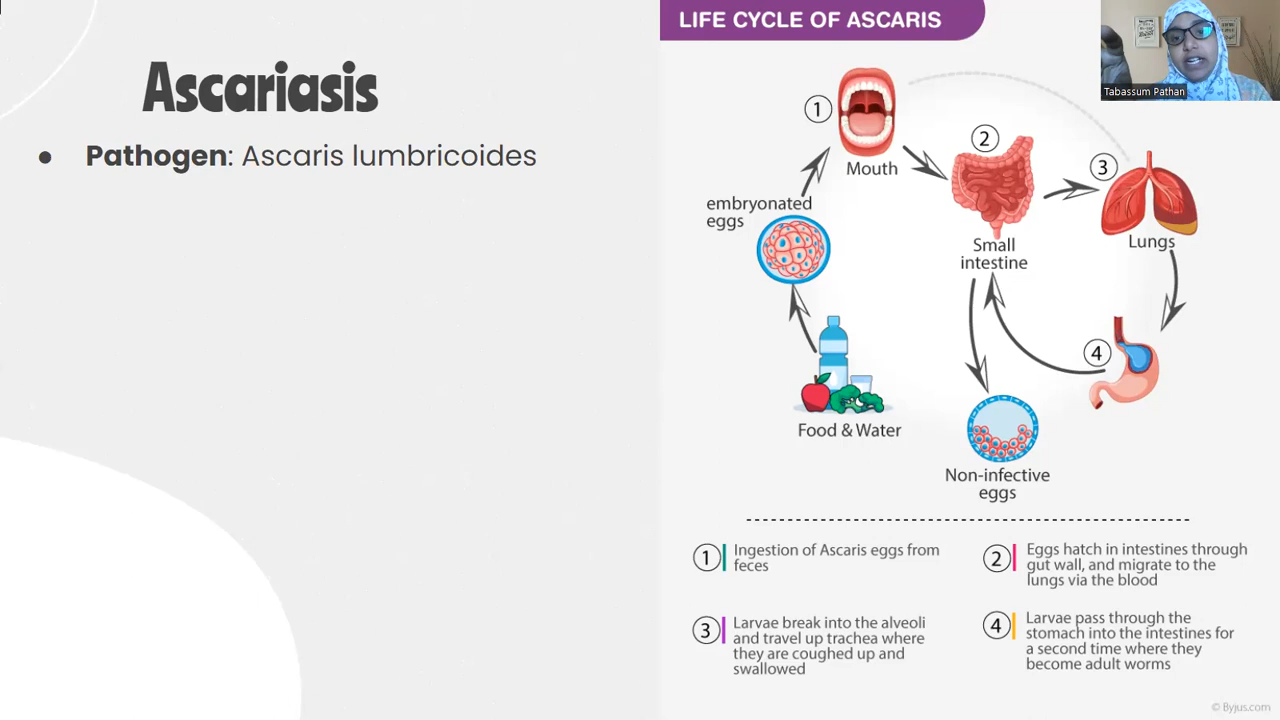 Ascariasis
● Pathogen: Ascaris lumbricoides
LIFE CYCLE OF ASCARIS
Tabassum Pathan
1
Mouth
2
Small
intestine
3
Lungs
4
embryonated
eggs
Food & Water
Non-infective
eggs
1 Ingestion of Ascaris eggs from
feces
2 Eggs hatch in intestines through
gut wall, and migrate to the
lungs via the blood
3 Larvae break into the alveoli
and travel up trachea where
they are coughed up and
swallowed
4 Larvae pass through the
stomach into the intestines for
a second time where they
become adult worms
© Byjus.com